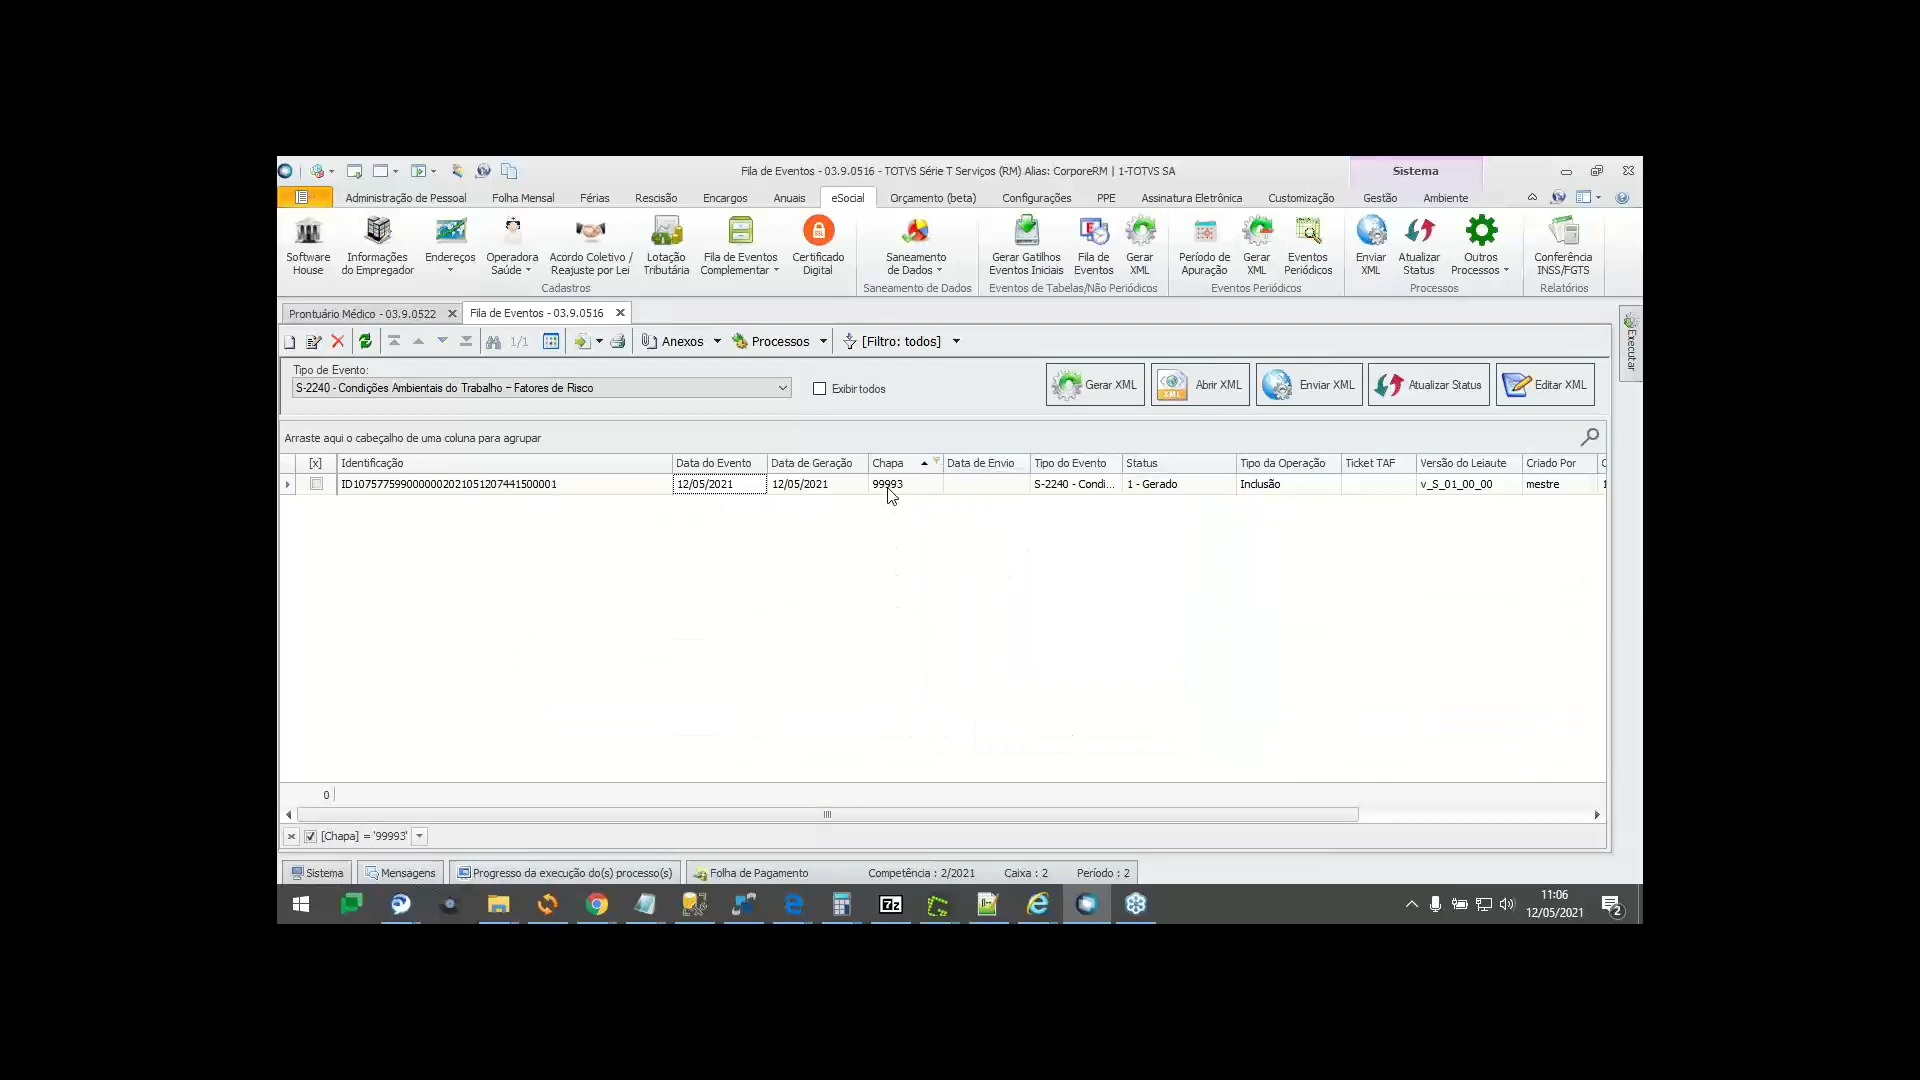 Fila de Eventos - 03.9.0516 - TOTVS Série T Serviços (RM) Alias: CorporeRM | 1-TOTVS SA
Sistema
Administração de Pessoal Folha Mensal Férias Rescisão Encargos Anuais eSocial Orçamento (beta) Configurações PPE Assinatura Eletrônica Customização Gestão Ambiente
Software House
Informações do Empregador
Endereços
Operadora Saúde
Acordo Coletivo / Reajuste por Lei
Lotação Tributária
Fila de Eventos Complementar
Certificado Digital
Saneamento de Dados
Gerar Gatilhos Eventos Iniciais
Fila de Eventos
Gerar XML
Período de Apuração
Gerar XML
Eventos Periódicos
Enviar XML
Atualizar Status
Outros Processos
Conferência INSS/FGTS
Cadastros Saneamento de Dados Eventos de Tabelas/Não Periódicos Eventos Periódicos Processos Relatórios
Prontuário Médico - 03.9.0522 Fila de Eventos - 03.9.0516
Executar
1/1 Anexos Processos [Filtro: todos]
Tipo de Evento:
S-2240 - Condições Ambientais do Trabalho – Fatores de Risco
Exibir todos
Gerar XML Abrir XML Enviar XML Atualizar Status Editar XML
Arraste aqui o cabeçalho de uma coluna para agrupar
[x] Identificação Data do Evento Data de Geração Chapa Data de Envio Tipo do Evento Status Tipo da Operação Ticket TAF Versão do Leiaute Criado Por
12/05/2021 12/05/2021 99993 S-2240 - Condi... 1 - Gerado Inclusão v_S_01_00_00 mestre
0
[Chapa] = '99993'
Sistema Mensagens Progresso da execução do(s) processo(s) Folha de Pagamento Competência : 2/2021 Caixa : 2 Período : 2
7z
11:06
12/05/2021
2